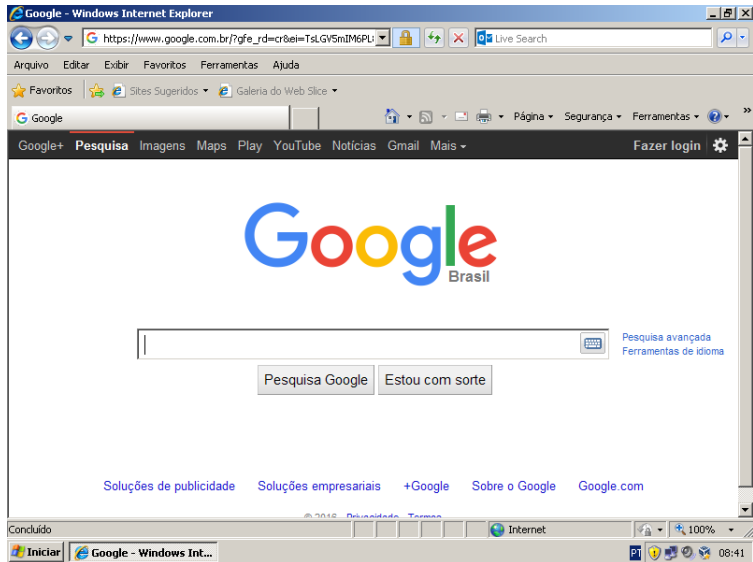 Google - Windows Internet Explorer
https://www.google.com.br/?gfe_rd=cr&ei=TsLGV5mIM6PL
Live Search
Arquivo Editar Exibir Favoritos Ferramentas Ajuda
Favoritos Sites Sugeridos Galeria do Web Slice
Google
Página Segurança Ferramentas »
Google+ Pesquisa Imagens Maps Play YouTube Notícias Gmail Mais Fazer login
Google
Brasil
Pesquisa avançada
Ferramentas de idioma
Pesquisa Google Estou com sorte
Soluções de publicidade Soluções empresariais +Google Sobre o Google Google.com
© 2016 Privacidade Termos
Concluído Internet 100%
Iniciar Google - Windows Int... PT 08:41